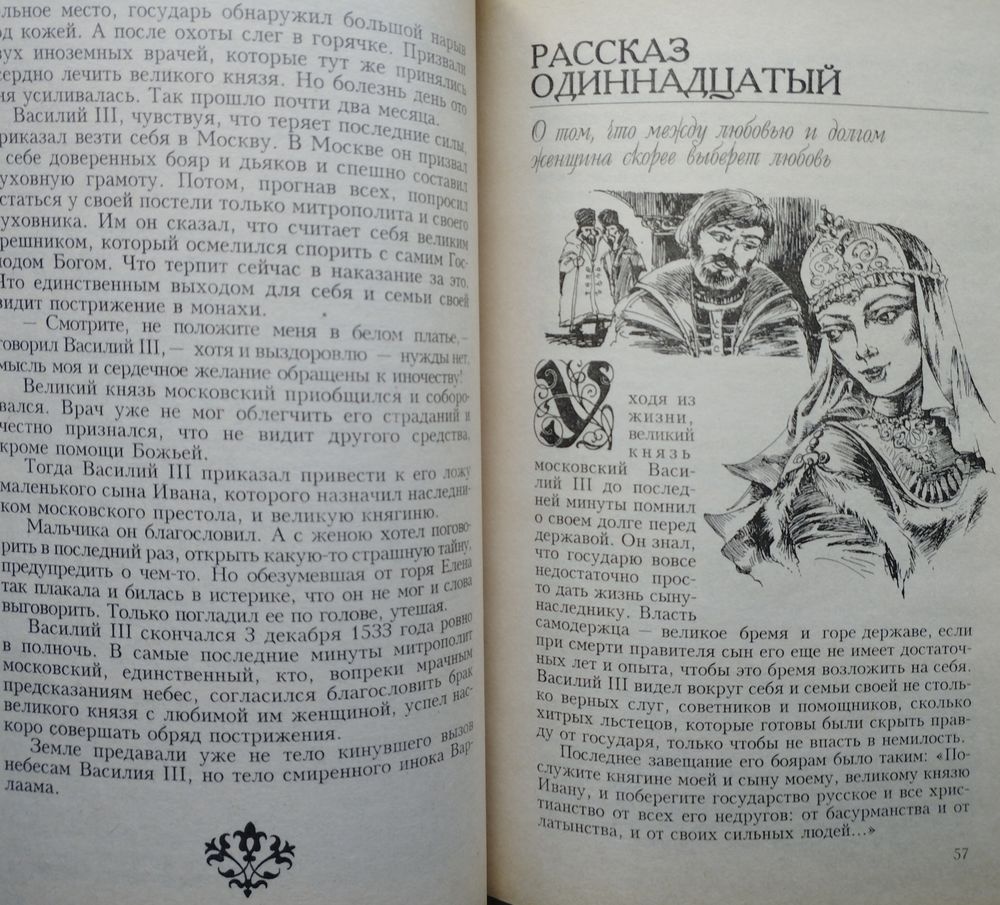 ольное место, государь обнаружил большой нарыв
од кожей. А после охоты слег в горячке. Призвали
вух иноземных врачей, которые тут же принялись
сердно лечить великого князя. Но болезнь день ото
ня усиливалась. Так прошло почти два месяца.
Василий III, чувствуя, что теряет последние силы,
приказал везти себя в Москву. В Москве он призвал
себе доверенных бояр и дьяков и спешно составил
уховную грамоту. Потом, прогнав всех, попросил
статься у своей постели только митрополита и своего
уховника. Им он сказал, что считает себя великим
решником, который осмелился спорить с самим Гос-
подом Богом. Что терпит сейчас в наказание за это.
Что единственным выходом для себя и семьи своей
видит пострижение в монахи.
– Смотрите, не положите меня в белом платье,–
говорил Василий III,— хотя и выздоровлю — нужды нет,
мысль моя и сердечное желание обращены к иночеству!
Великий князь московский приобщился и соборо-
вался. Врач уже не мог облегчить его страданий и
честно признался, что не видит другого средства,
кроме помощи Божьей.
Тогда Василий III приказал привести к его ложу
маленького сына Ивана, которого назначил наследни-
ком московского престола, и великую княгиню.
Мальчика он благословил. А с женою хотел погово-
рить в последний раз, открыть какую-то страшную тайну,
предупредить о чем-то. Но обезумевшая от горя Елена
так плакала и билась в истерике, что он не мог и слова
выговорить. Только погладил ее по голове, утешая.
Василий III скончался 3 декабря 1533 года ровно
в полночь. В самые последние минуты митрополит
московский, единственный, кто, вопреки мрачным
предсказаниям небес, согласился благословить брак
великого князя с любимой им женщиной, успел нас-
коро совершать обряд пострижения.
Земле предавали уже не тело кинувшего вызов
небесам Василия III, но тело смиренного инока Вар-
лаама.
РАССКАЗ
ОДИННАДЦАТЫЙ
О том, что между любовью и долгом
женщина скорее выберет любовь
Уходя из
жизни,
великий
князь
московский Васи-
лий III до послед-
ней минуты помнил
о своем долге перед
державой. Он знал,
что государю вовсе
недостаточно прос-
то дать жизнь сыну-
наследнику. Власть
самодержца — великое бремя и горе державе, если
при смерти правителя сын его еще не имеет достаточ-
ных лет и опыта, чтобы это бремя возложить на себя.
Василий III видел вокруг себя и семьи своей не столь-
ко верных слуг, советников и помощников, сколько
хитрых льстецов, которые готовы были скрыть прав-
ду от государя, только чтобы не впасть в немилость.
Последнее завещание его боярам было таким: «По-
служите княгине моей и сыну моему, великому князю
Ивану, и поберегите государство русское и все хрис-
тианство от всех его недругов: от басурманства и от
латынства, и от своих сильных людей...»
57